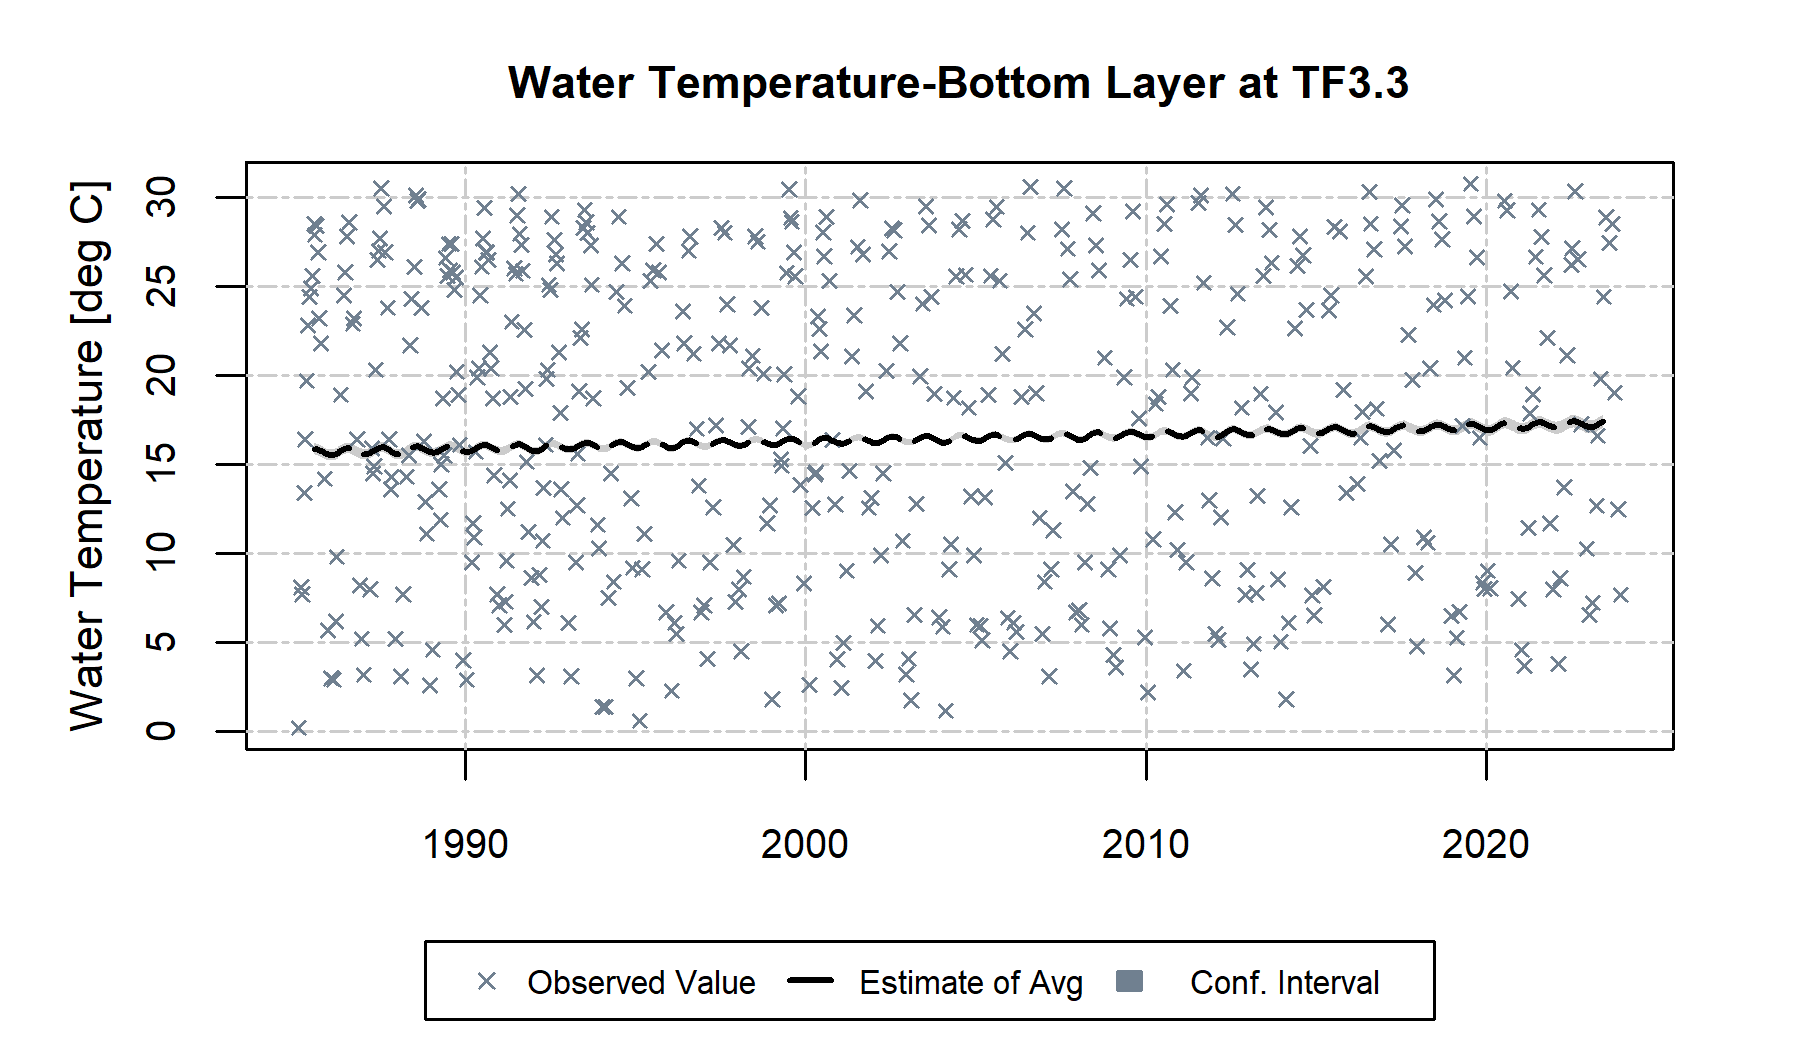 Water Temperature-Bottom Layer at TF3.3
Water Temperature [deg C]
30
25
20
15
10
5
0
1990 2000 2010 2020
Observed Value Estimate of Avg Conf. Interval